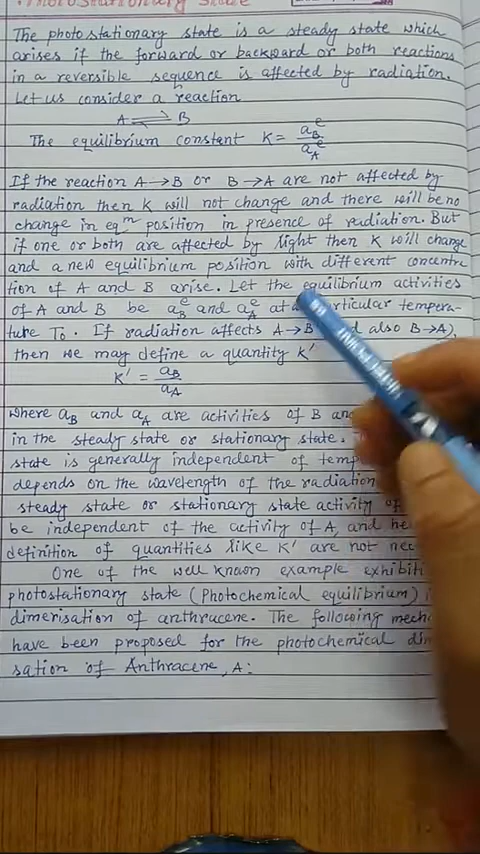 Photostationary State
The photostationary state is a steady state which
arises if the forward or backward or both reactions
in a reversible sequence is affected by radiation.
Let us consider a reaction
A ⇌ B
The equilibrium constant K = a_B^e / a_A^e
If the reaction A→B or B→A are not affected by
radiation then K will not change and there will be no
change in eq^m position in presence of radiation. But
if one or both are affected by light then K will change
and a new equilibrium position with different concentra
tion of A and B arise. Let the equilibrium activities
of A and B be a_B^e and a_A^e at particular tempera-
ture T₀. If radiation affects A→B also B→A),
then we may define a quantity K'
K' = a_B / a_A
where a_B and a_A are activities of B
in the steady state or stationary state.
state is generally independent of
depends on the wavelength of the radiation
steady state or stationary state activity
be independent of the activity of A, and
definition of quantities like K' are not
One of the well known example
photostationary state (Photochemical equilibrium)
dimerisation of anthracene. The following
have been proposed for the photochemical
sation of Anthracene, A: